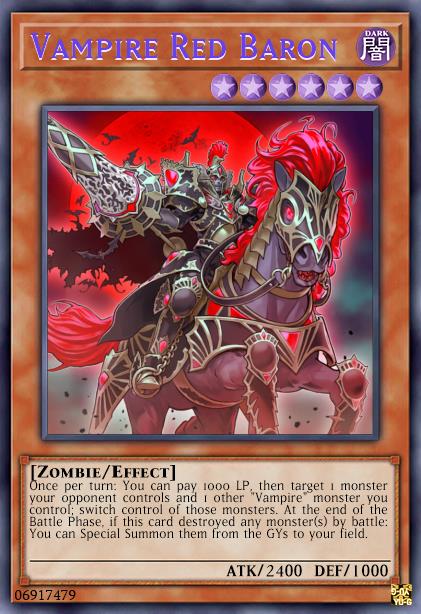 VAMPIRE RED BARON
DARK
闇
[ZOMBIE/EFFECT]
Once per turn: You can pay 1000 LP, then target 1 monster
your opponent controls and 1 other "Vampire" monster you
control; switch control of those monsters. At the end of the
Battle Phase, if this card destroyed any monster(s) by battle:
You can Special Summon them from the GYs to your field.
ATK/2400 DEF/1000
06917479